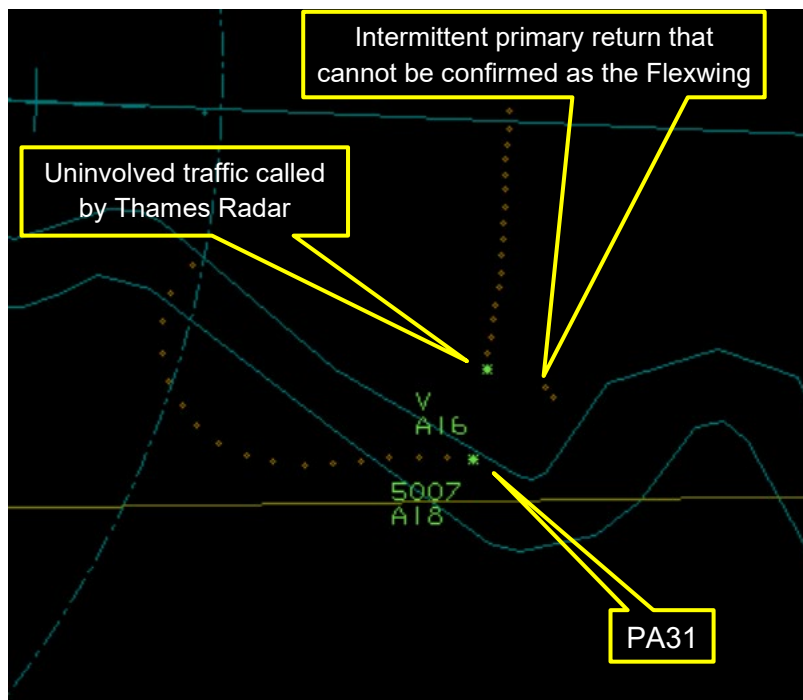 Intermittent primary return that
cannot be confirmed as the Flexwing
Uninvolved traffic called
by Thames Radar
V
A16
5007
A18
PA31